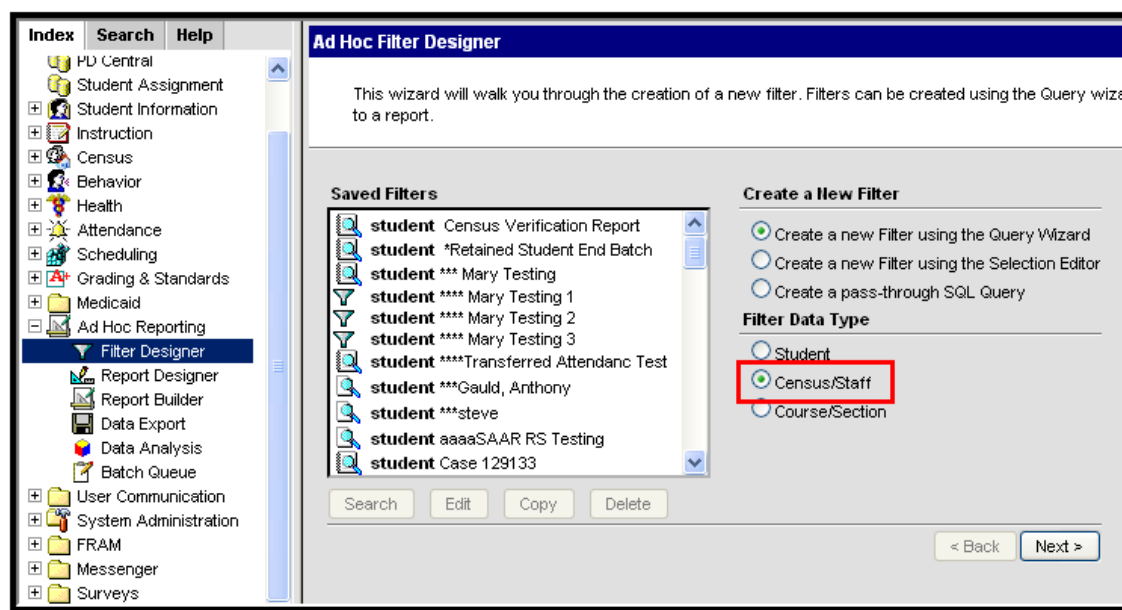 Index Search Help
PD Central
Student Assignment
Student Information
Instruction
Census
Behavior
Health
Attendance
Scheduling
Grading & Standards
Medicaid
Ad Hoc Reporting
Filter Designer
Report Designer
Report Builder
Data Export
Data Analysis
Batch Queue
User Communication
System Administration
FRAM
Messenger
Surveys
Ad Hoc Filter Designer
This wizard will walk you through the creation of a new filter. Filters can be created using the Query wiza
to a report.
Saved Filters
student Census Verification Report
student *Retained Student End Batch
student *** Mary Testing
student **** Mary Testing 1
student **** Mary Testing 2
student **** Mary Testing 3
student ****Transferred Attendanc Test
student ***Gauld, Anthony
student ***steve
student aaaaSAAR RS Testing
student Case 129133
Search Edit Copy Delete
Create a New Filter
Create a new Filter using the Query Wizard
Create a new Filter using the Selection Editor
Create a pass-through SQL Query
Filter Data Type
Student
Census/Staff
Course/Section
< Back Next >